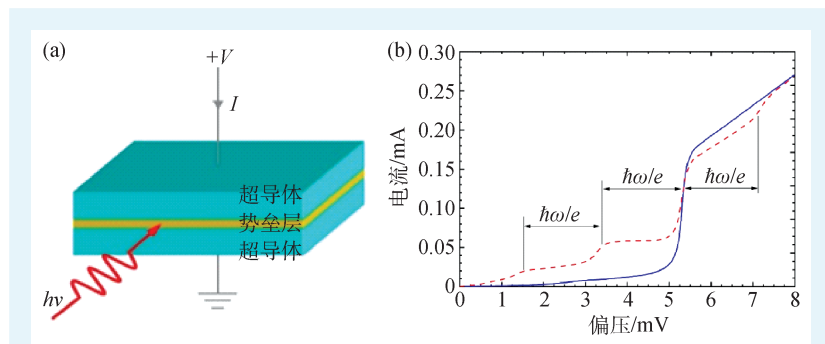 (a)
+V
I
超导体
势垒层
超导体
hν
(b)
电流/mA
0.30
0.25
0.20
0.15
0.10
0.05
0
ħω/e
ħω/e
ħω/e
0 1 2 3 4 5 6 7 8
偏压/mV